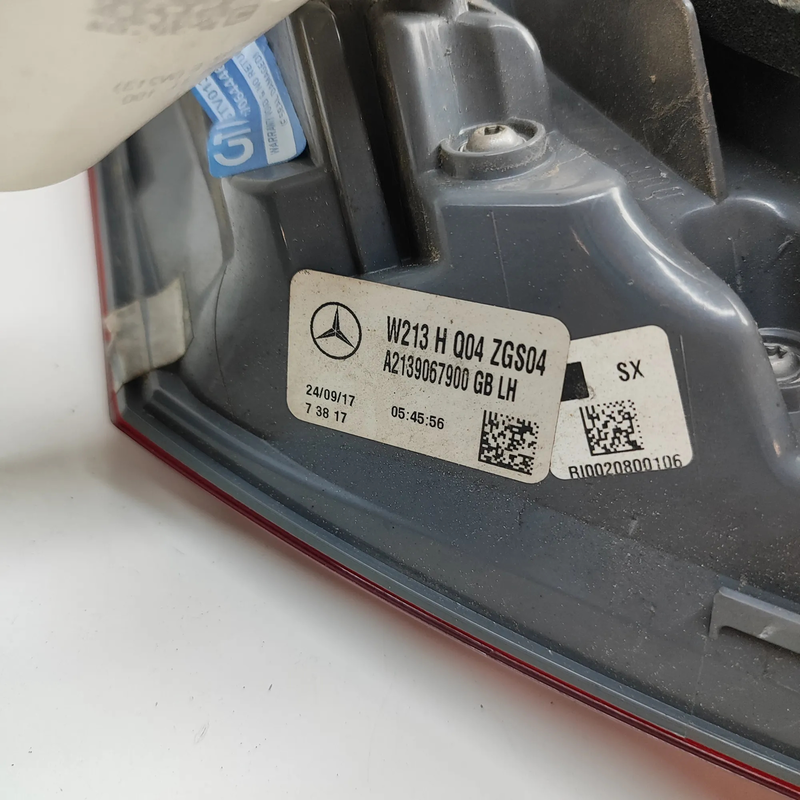 W213 H Q04 ZGS04
A2139067900 GB LH
24/09/17
7 38 17
05:45:56
SX
RI0020800106